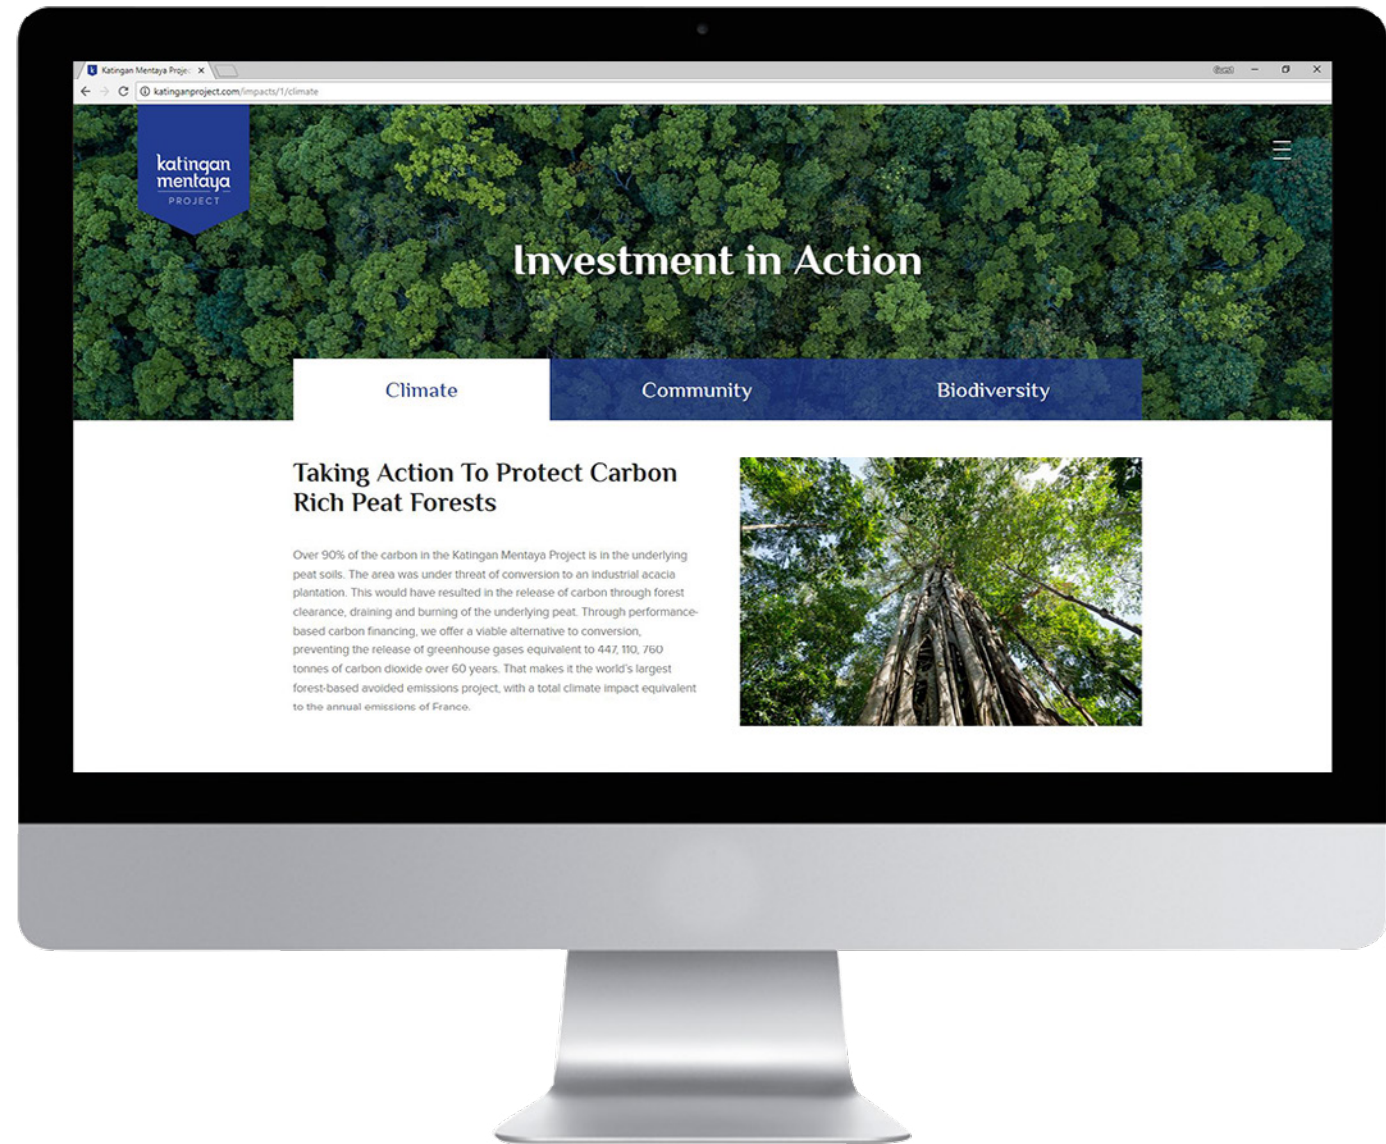 Katingan Mentaya Proje
Guest
katinganproject.com/impacts/1/climate
katingan
mentaya
PROJECT
Investment in Action
Climate
Community
Biodiversity
Taking Action To Protect Carbon
Rich Peat Forests
Over 90% of the carbon in the Katingan Mentaya Project is in the underlying
peat soils. The area was under threat of conversion to an industrial acacia
plantation. This would have resulted in the release of carbon through forest
clearance, draining and burning of the underlying peat. Through performance-
based carbon financing, we offer a viable alternative to conversion,
preventing the release of greenhouse gases equivalent to 447, 110, 760
tonnes of carbon dioxide over 60 years. That makes it the world's largest
forest-based avoided emissions project, with a total climate impact equivalent
to the annual emissions of France.